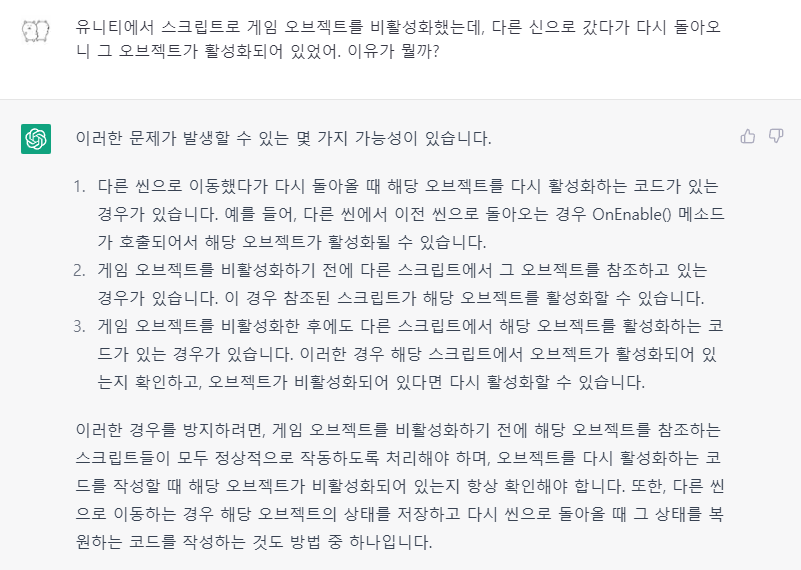 유니티에서 스크립트로 게임 오브젝트를 비활성화했는데, 다른 신으로 갔다가 다시 돌아오
니 그 오브젝트가 활성화되어 있었어. 이유가 뭘까?
이러한 문제가 발생할 수 있는 몇 가지 가능성이 있습니다.
1. 다른 씬으로 이동했다가 다시 돌아올 때 해당 오브젝트를 다시 활성화하는 코드가 있는
경우가 있습니다. 예를 들어, 다른 씬에서 이전 씬으로 돌아오는 경우 OnEnable() 메소드
가 호출되어서 해당 오브젝트가 활성화될 수 있습니다.
2. 게임 오브젝트를 비활성화하기 전에 다른 스크립트에서 그 오브젝트를 참조하고 있는
경우가 있습니다. 이 경우 참조된 스크립트가 해당 오브젝트를 활성화할 수 있습니다.
3. 게임 오브젝트를 비활성화한 후에도 다른 스크립트에서 해당 오브젝트를 활성화하는 코
드가 있는 경우가 있습니다. 이러한 경우 해당 스크립트에서 오브젝트가 활성화되어 있
는지 확인하고, 오브젝트가 비활성화되어 있다면 다시 활성화할 수 있습니다.
이러한 경우를 방지하려면, 게임 오브젝트를 비활성화하기 전에 해당 오브젝트를 참조하는
스크립트들이 모두 정상적으로 작동하도록 처리해야 하며, 오브젝트를 다시 활성화하는 코
드를 작성할 때 해당 오브젝트가 비활성화되어 있는지 항상 확인해야 합니다. 또한, 다른 씬
으로 이동하는 경우 해당 오브젝트의 상태를 저장하고 다시 씬으로 돌아올 때 그 상태를 복
원하는 코드를 작성하는 것도 방법 중 하나입니다.